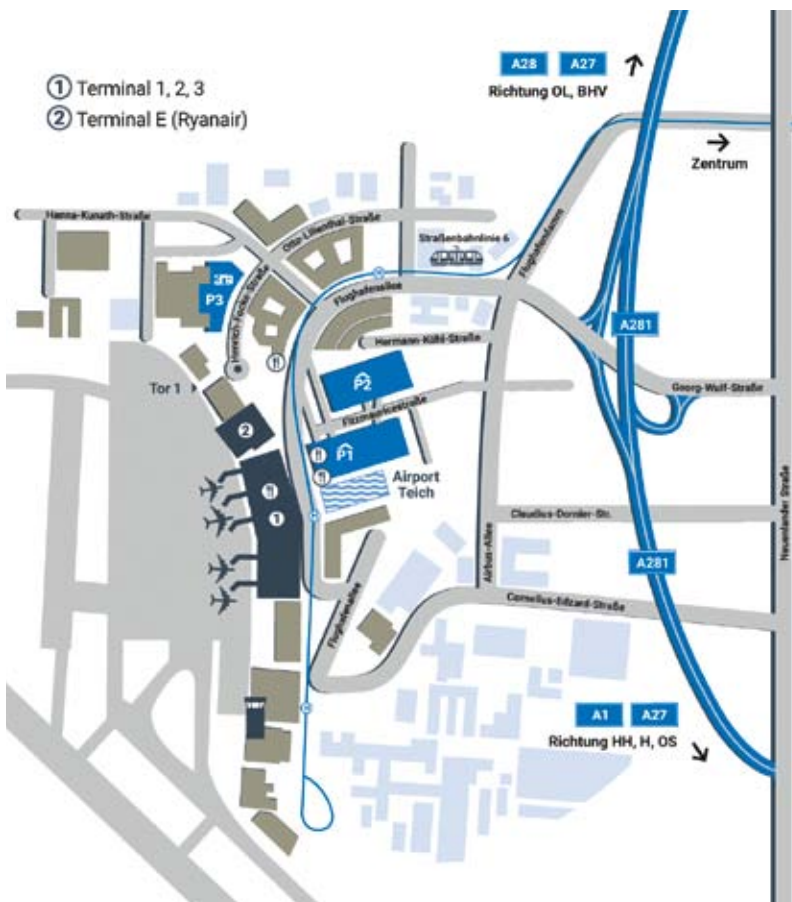 A28 A27
Richtung OL, BHV
1 Terminal 1, 2, 3
2 Terminal E (Ryanair)
Zentrum
Hanna-Kunath-Straße
Otto-Lilienthal-Straße
Straßenbahnlinie 6
Flughafendamm
P3
Heinrich-Focke-Straße
Flughafenallee
A281
Hermann-Köhl-Straße
Tor 1
P2
Georg-Wulf-Straße
Fitzmauricestraße
2
P1
Airport
Teich
1
Claudius-Dornier-Str.
Neuenlander Straße
Airbus-Allee
A281
Cornelius-Edzard-Straße
Flughafenallee
A1 A27
Richtung HH, H, OS